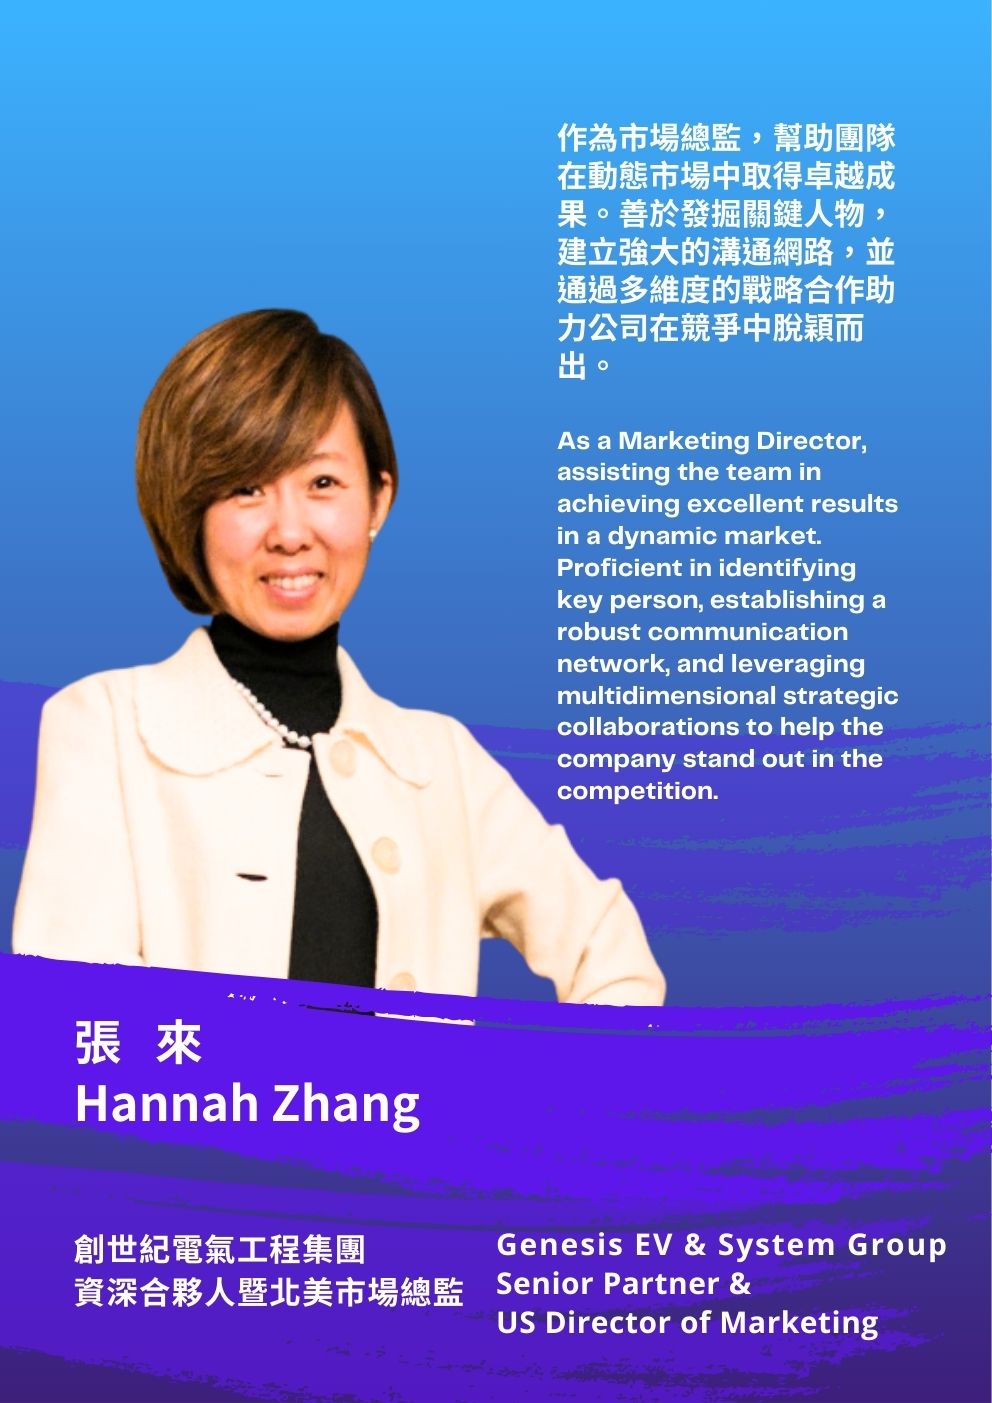 作為市場總監，幫助團隊
在動態市場中取得卓越成
果。善於發掘關鍵人物，
建立強大的溝通網路，並
通過多維度的戰略合作助
力公司在競爭中脫穎而
出。
As a Marketing Director,
assisting the team in
achieving excellent results
in a dynamic market.
Proficient in identifying
key person, establishing a
robust communication
network, and leveraging
multidimensional strategic
collaborations to help the
company stand out in the
competition.
張 來
Hannah Zhang
創世紀電氣工程集團
資深合夥人暨北美市場總監
Genesis EV & System Group
Senior Partner &
US Director of Marketing